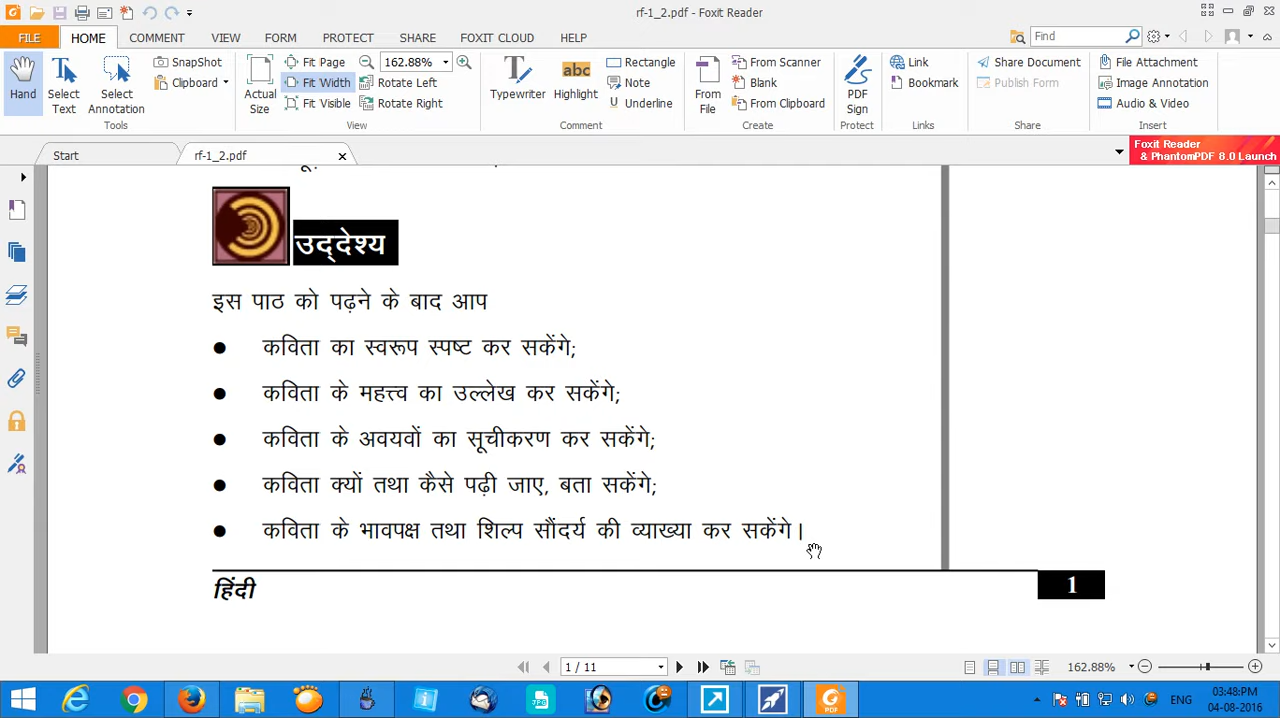 rf-1_2.pdf - Foxit Reader
FILE HOME COMMENT VIEW FORM PROTECT SHARE FOXIT CLOUD HELP Find
Hand Select Text Select Annotation SnapShot Clipboard Actual Size Fit Page Fit Width Fit Visible 162.88% Rotate Left Rotate Right Typewriter Highlight Rectangle Note Underline From File From Scanner Blank From Clipboard PDF Sign Link Bookmark Share Document Publish Form File Attachment Image Annotation Audio & Video
Tools View Comment Create Protect Links Share Insert
Start rf-1_2.pdf Foxit Reader & PhantomPDF 8.0 Launch
उद्देश्य
इस पाठ को पढ़ने के बाद आप
● कविता का स्वरूप स्पष्ट कर सकेंगे;
● कविता के महत्त्व का उल्लेख कर सकेंगे;
● कविता के अवयवों का सूचीकरण कर सकेंगे;
● कविता क्यों तथा कैसे पढ़ी जाए, बता सकेंगे;
● कविता के भावपक्ष तथा शिल्प सौंदर्य की व्याख्या कर सकेंगे।
हिंदी 1
1 / 11 162.88%
ENG 03:48 PM
04-08-2016